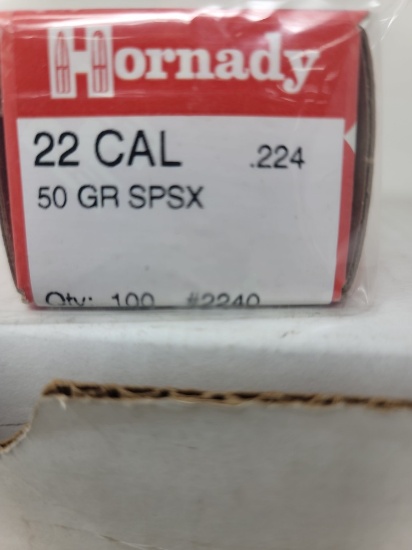 Hornady
22 CAL .224
50 GR SPSX
Qty: 100 #2240